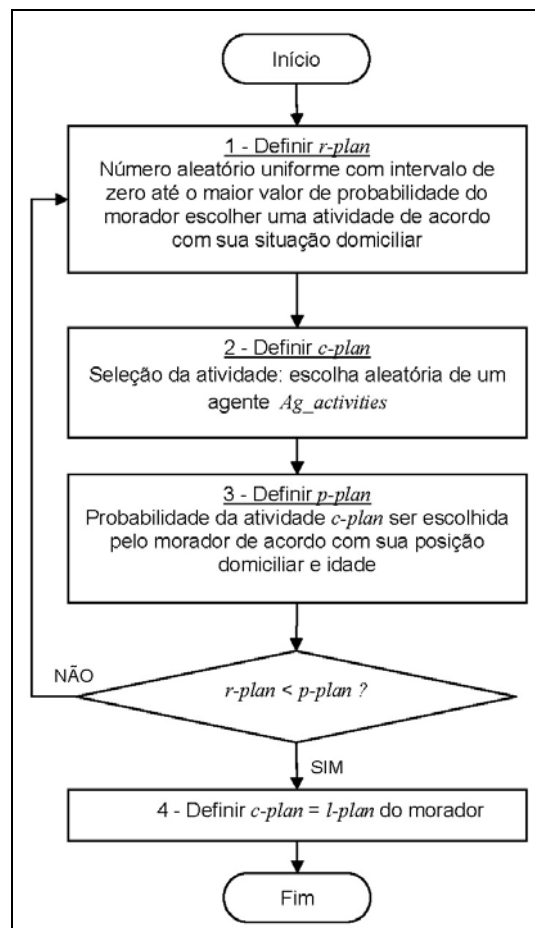 Início
1 - Definir r-plan
Número aleatório uniforme com intervalo de
zero até o maior valor de probabilidade do
morador escolher uma atividade de acordo
com sua situação domiciliar
2 - Definir c-plan
Seleção da atividade: escolha aleatória de um
agente Ag_activities
3 - Definir p-plan
Probabilidade da atividade c-plan ser escolhida
pelo morador de acordo com sua posição
domiciliar e idade
NÃO
r-plan < p-plan ?
SIM
4 - Definir c-plan = l-plan do morador
Fim